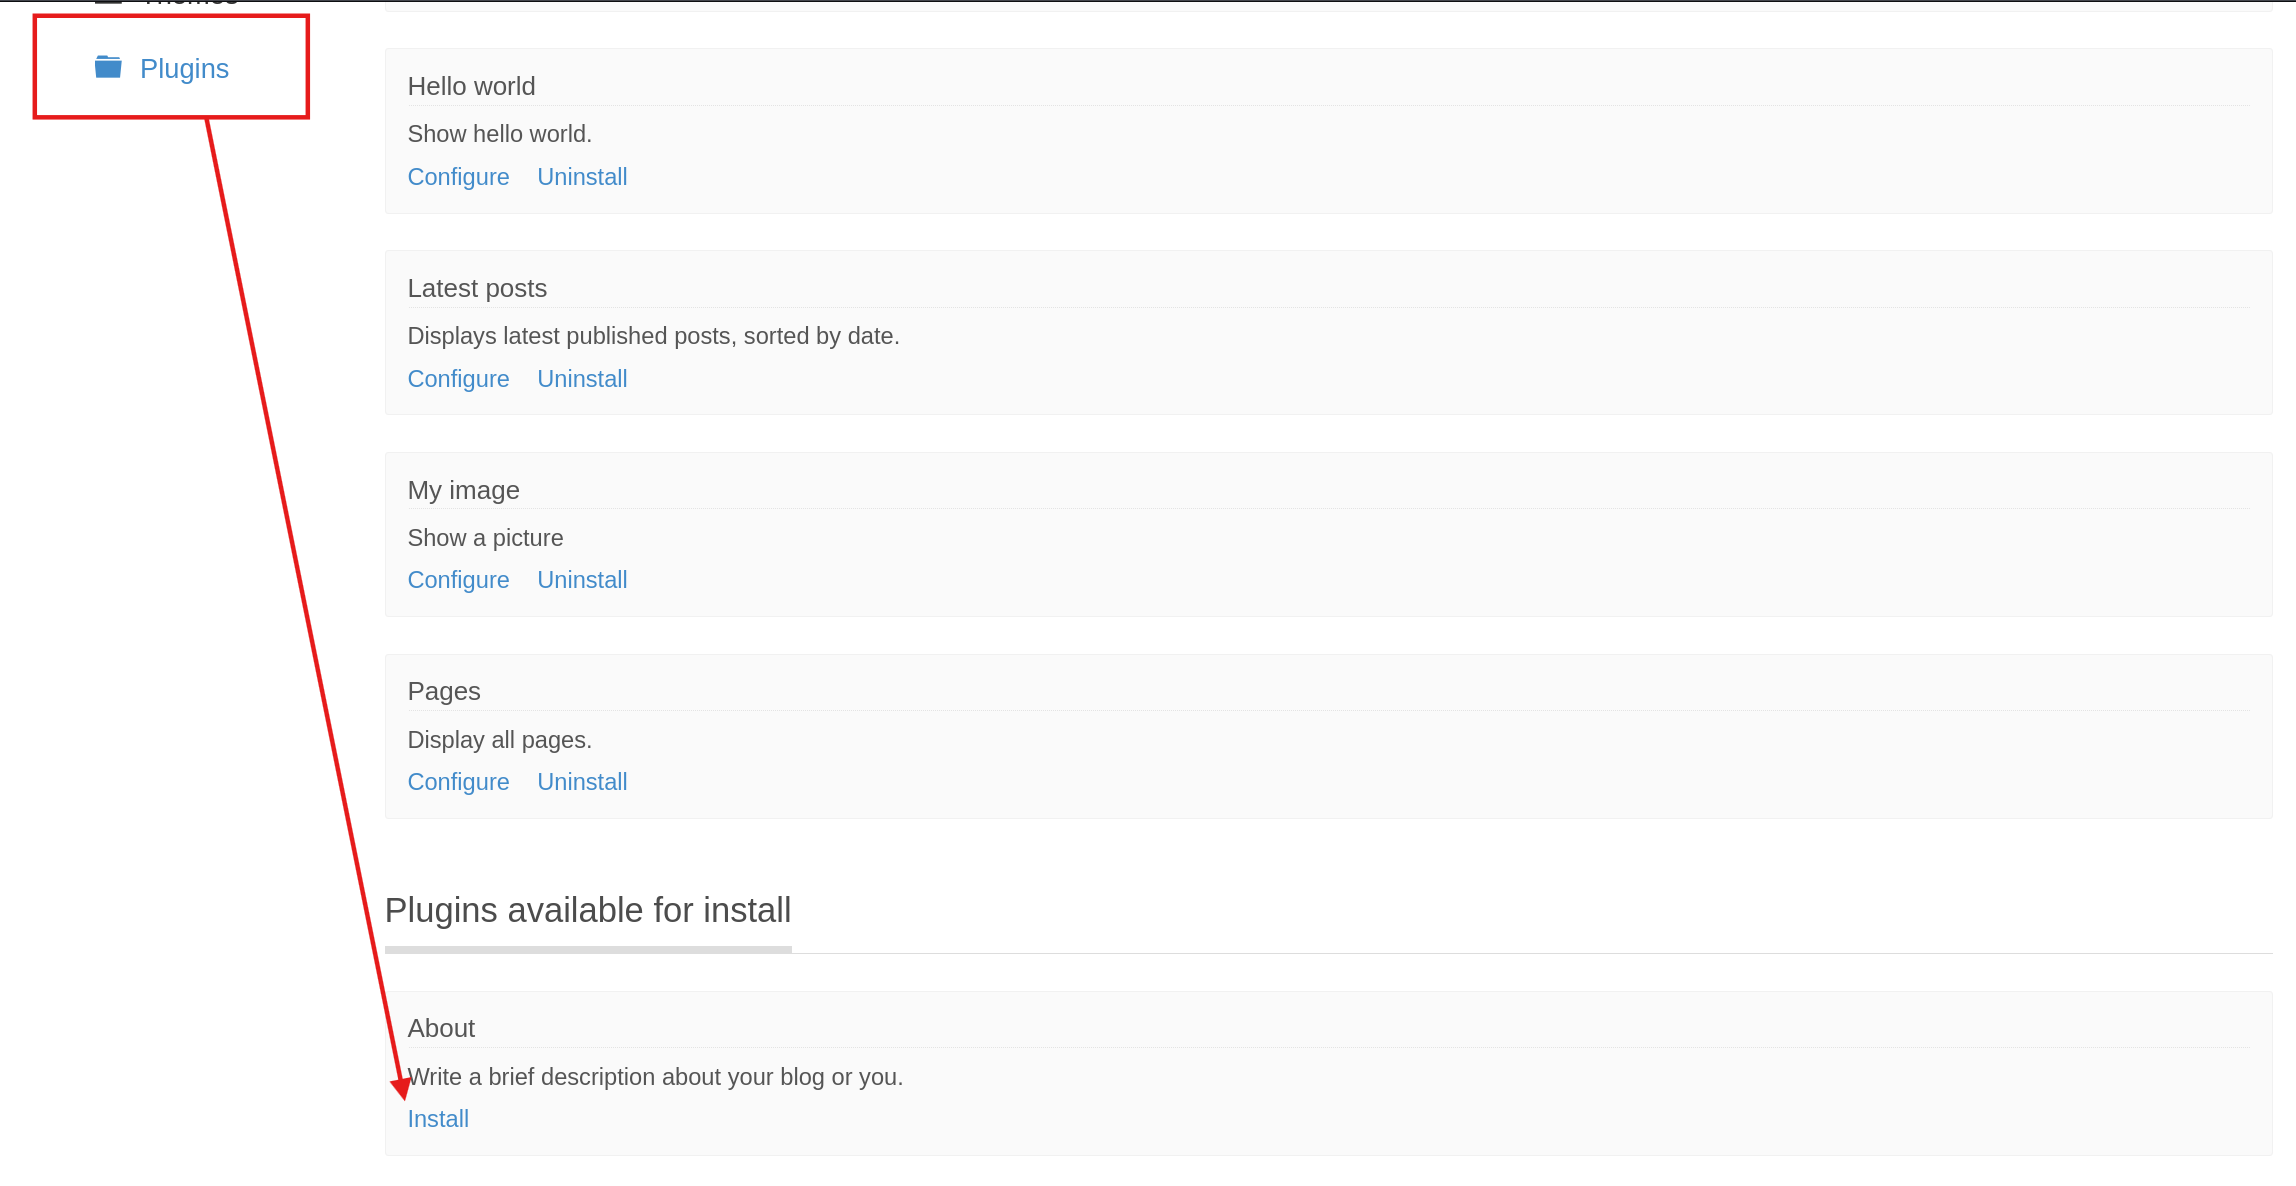 Themes
Plugins
Hello world
Show hello world.
Configure Uninstall
Latest posts
Displays latest published posts, sorted by date.
Configure Uninstall
My image
Show a picture
Configure Uninstall
Pages
Display all pages.
Configure Uninstall
Plugins available for install
About
Write a brief description about your blog or you.
Install